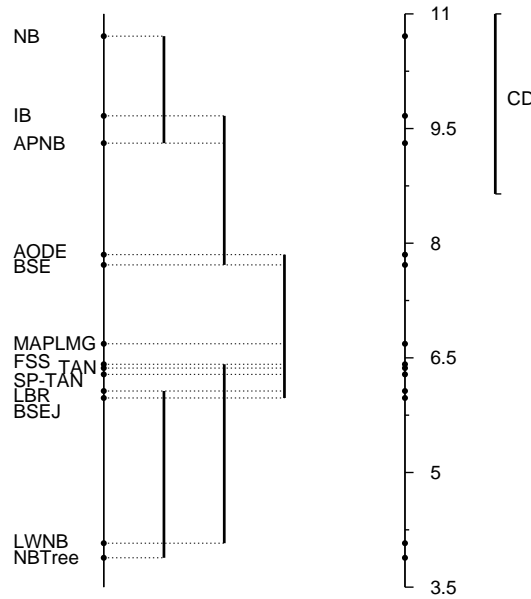 11
NB
CD
IB
9.5
APNB
8
AODE
BSE
MAPLMG
6.5
FSS TAN
SP-TAN
LBR
BSEJ
5
LWNB
NBTree
3.5